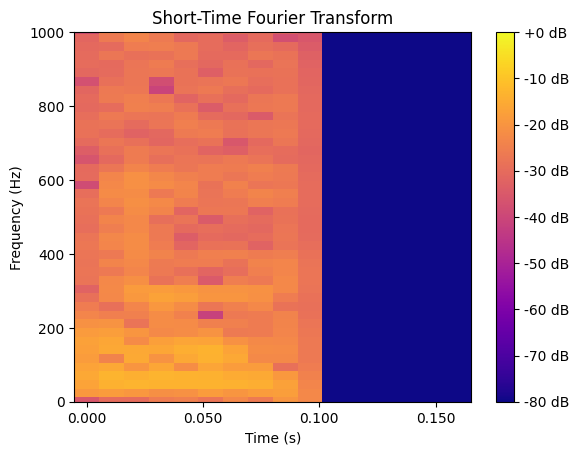 Short-Time Fourier Transform
1000
800
600
400
200
0
Frequency (Hz)
0.000
0.050
0.100
0.150
Time (s)
+0 dB
-10 dB
-20 dB
-30 dB
-40 dB
-50 dB
-60 dB
-70 dB
-80 dB